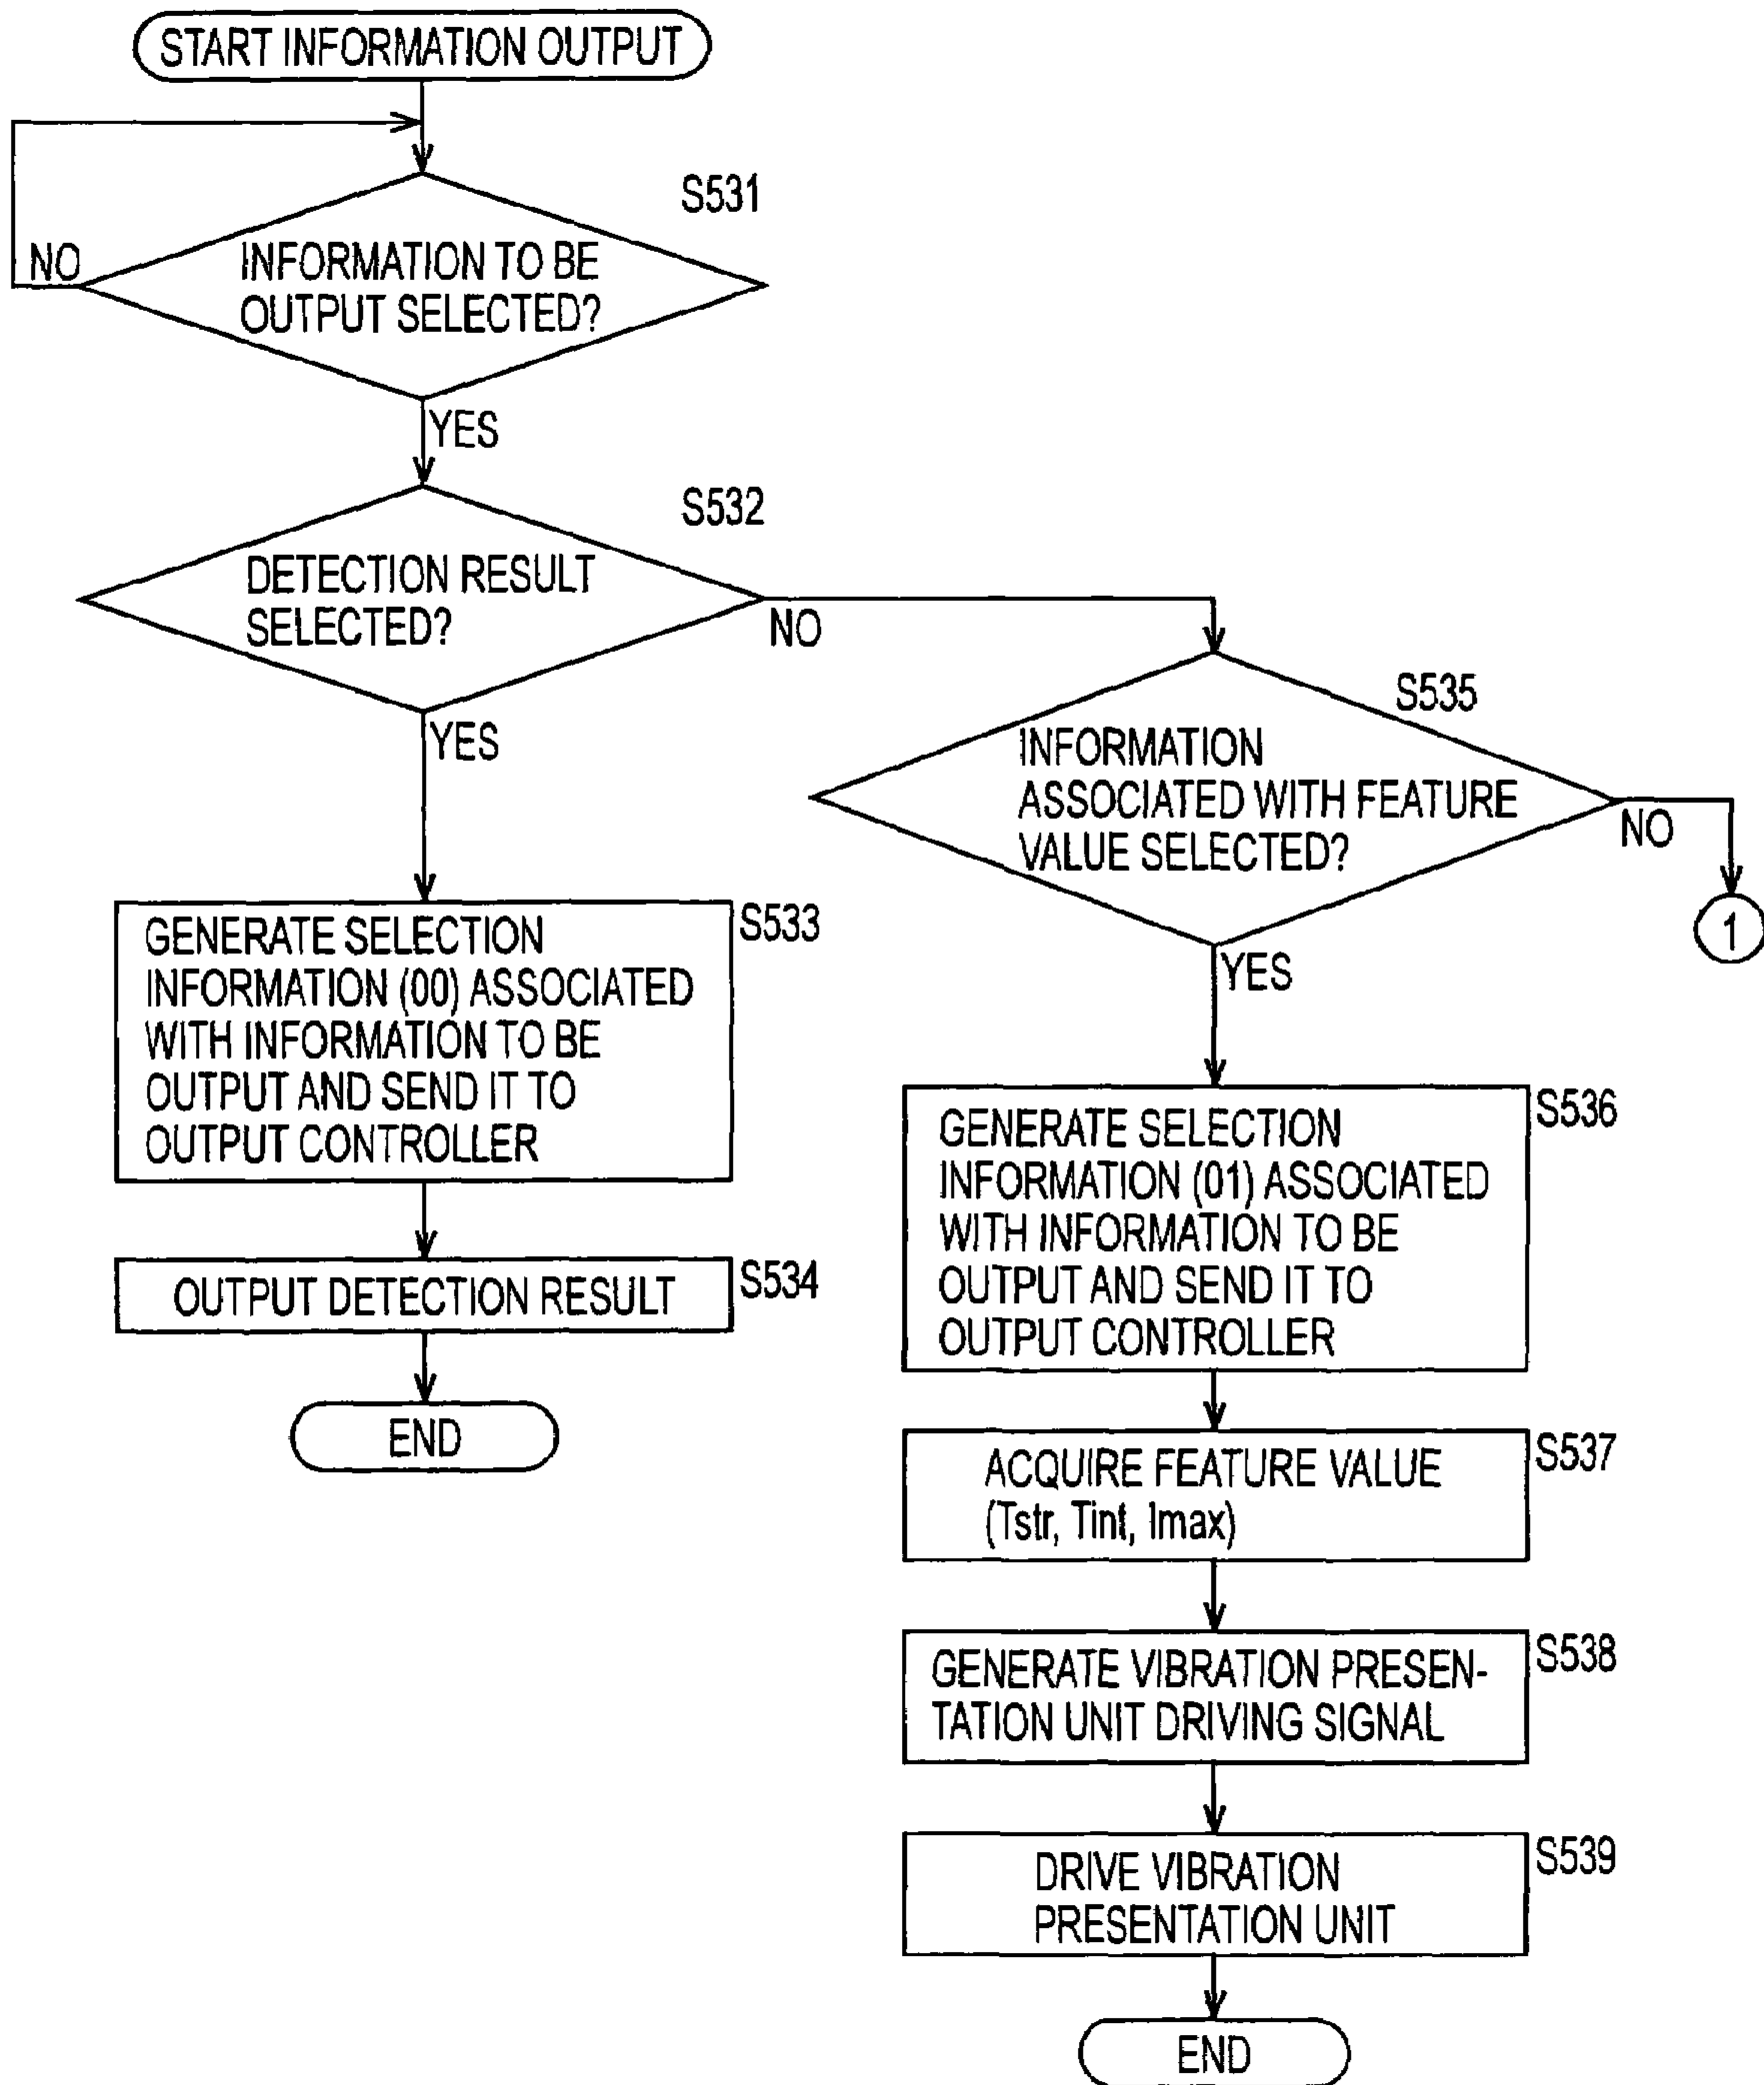 START INFORMATION OUTPUT
S531
NO
INFORMATION TO BE
OUTPUT SELECTED?
YES
S532
DETECTION RESULT
SELECTED?
NO
YES
S535
INFORMATION
ASSOCIATED WITH FEATURE
VALUE SELECTED?
NO
1
YES
S533
GENERATE SELECTION
INFORMATION (00) ASSOCIATED
WITH INFORMATION TO BE
OUTPUT AND SEND IT TO
OUTPUT CONTROLLER
S534
OUTPUT DETECTION RESULT
END
S536
GENERATE SELECTION
INFORMATION (01) ASSOCIATED
WITH INFORMATION TO BE
OUTPUT AND SEND IT TO
OUTPUT CONTROLLER
S537
ACQUIRE FEATURE VALUE
(Tstr, Tint, Imax)
S538
GENERATE VIBRATION PRESEN-
TATION UNIT DRIVING SIGNAL
S539
DRIVE VIBRATION
PRESENTATION UNIT
END